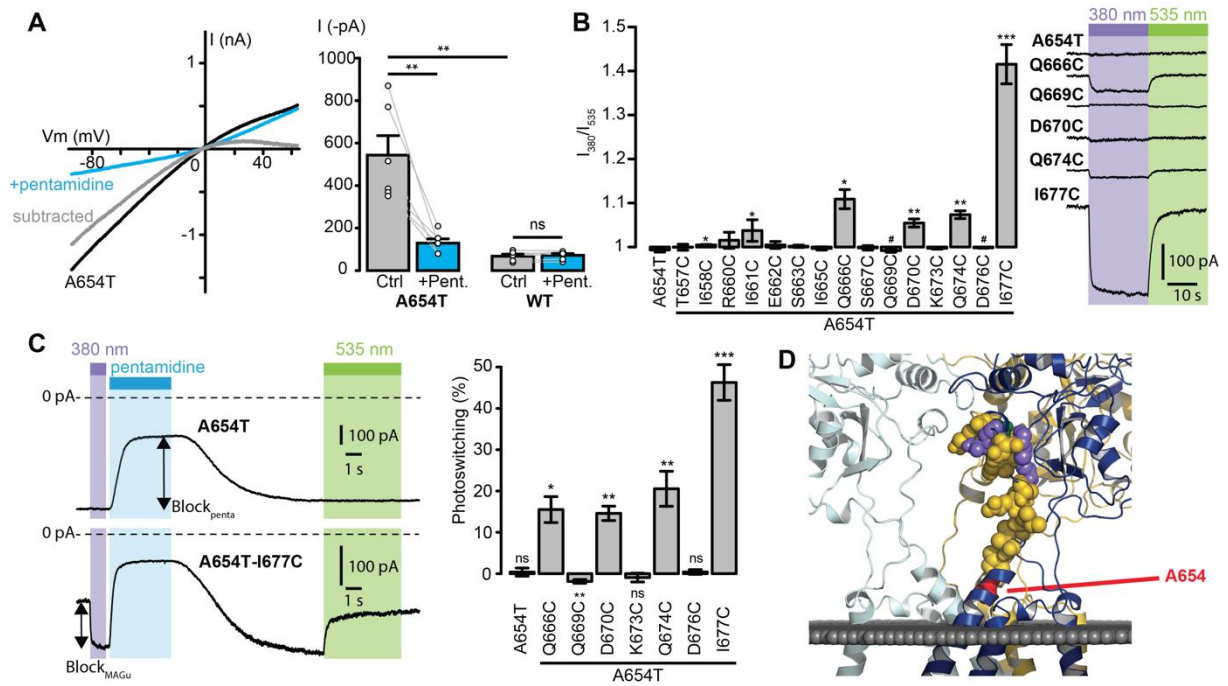 A
I (nA)
1
Vm (mV)
-80
0
40
+pentamidine
subtracted
-1
A654T
I (-pA)
**
**
1000
800
600
400
200
0
ns
Ctrl +Pent. Ctrl +Pent.
A654T WT
B
I380/I535
1.5
1.4
1.3
1.2
1.1
1
*
*
*
#
**
**
#
***
A654T
T657C
I658C
R660C
I661C
E662C
S663C
I665C
Q666C
S667C
Q669C
D670C
K673C
Q674C
D676C
I677C
A654T
380 nm 535 nm
A654T
Q666C
Q669C
D670C
Q674C
I677C
100 pA
10 s
C
380 nm 535 nm
pentamidine
0 pA
A654T
100 pA
1 s
Blockpenta
0 pA
A654T-I677C
100 pA
1 s
BlockMAGu
Photoswitching (%)
50
40
30
20
10
0
ns
*
**
**
ns
**
ns
***
A654T
Q666C
Q669C
D670C
K673C
Q674C
D676C
I677C
A654T
D
A654